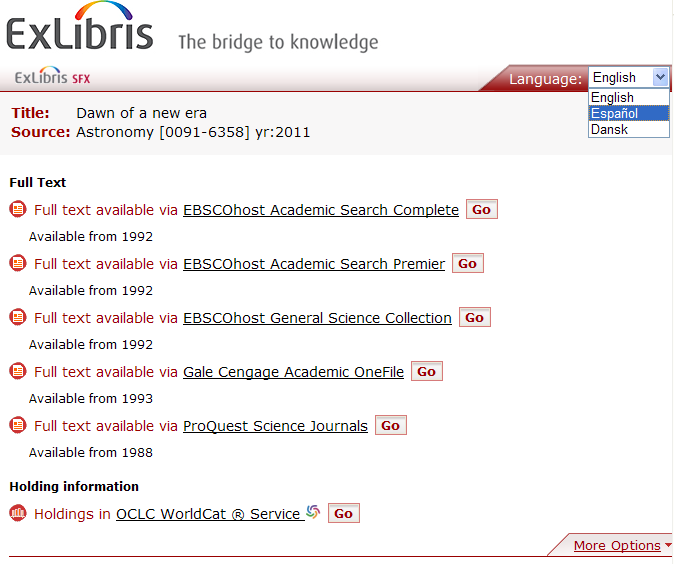 ExLibris The bridge to knowledge
ExLibris SFX
Language: English
English
Español
Dansk
Title: Dawn of a new era
Source: Astronomy [0091-6358] yr:2011
Full Text
Full text available via EBSCOhost Academic Search Complete Go
Available from 1992
Full text available via EBSCOhost Academic Search Premier Go
Available from 1992
Full text available via EBSCOhost General Science Collection Go
Available from 1992
Full text available via Gale Cengage Academic OneFile Go
Available from 1993
Full text available via ProQuest Science Journals Go
Available from 1988
Holding information
Holdings in OCLC WorldCat ® Service Go
More Options